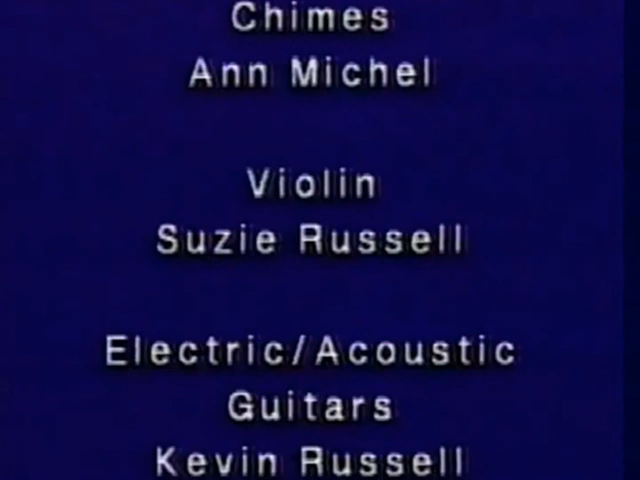 Chimes
Ann Michel
Violin
Suzie Russell
Electric/Acoustic
Guitars
Kevin Russell